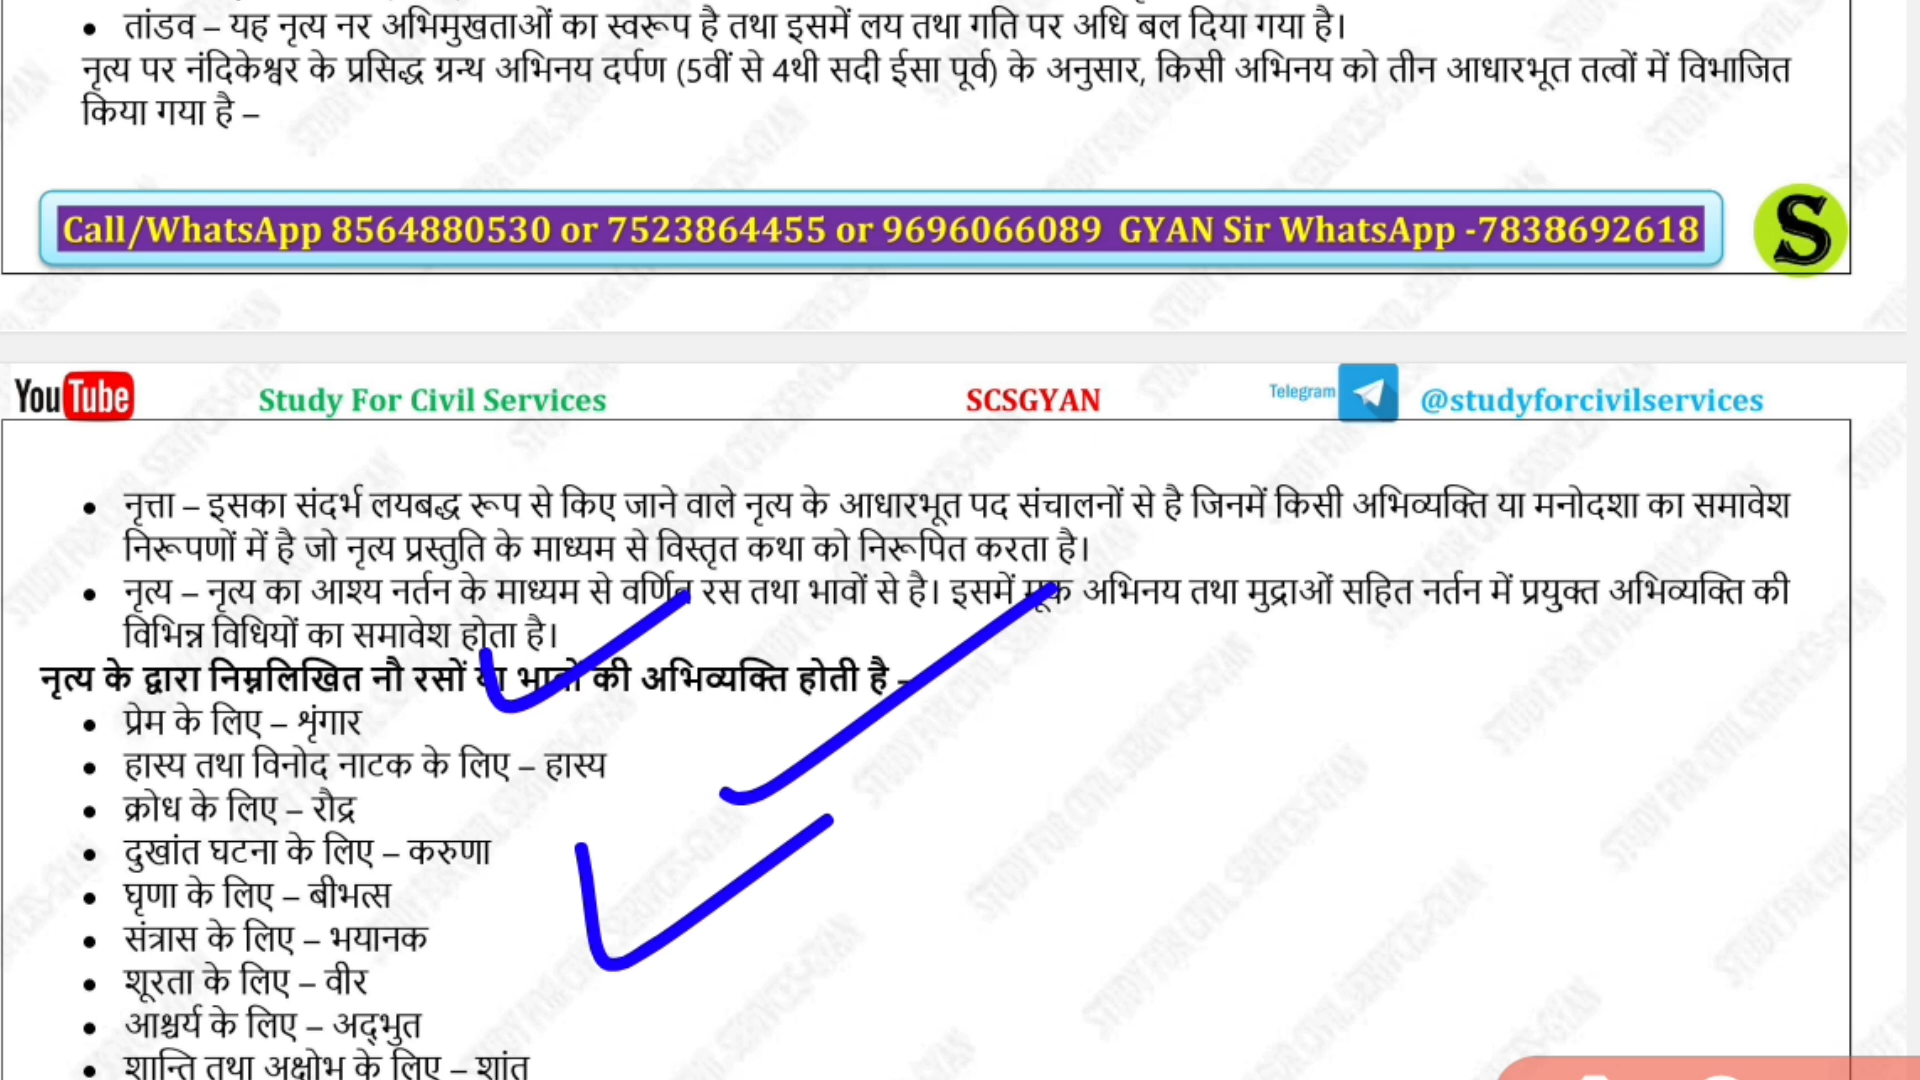 • तांडव – यह नृत्य नर अभिमुखताओं का स्वरूप है तथा इसमें लय तथा गति पर अधि बल दिया गया है।
नृत्य पर नंदिकेश्वर के प्रसिद्ध ग्रन्थ अभिनय दर्पण (5वीं से 4थी सदी ईसा पूर्व) के अनुसार, किसी अभिनय को तीन आधारभूत तत्वों में विभाजित
किया गया है –
Call/WhatsApp 8564880530 or 7523864455 or 9696066089 GYAN Sir WhatsApp -7838692618
S
YouTube Study For Civil Services SCSGYAN Telegram @studyforcivilservices
• नृत्ता – इसका संदर्भ लयबद्ध रूप से किए जाने वाले नृत्य के आधारभूत पद संचालनों से है जिनमें किसी अभिव्यक्ति या मनोदशा का समावेश
निरूपणों में है जो नृत्य प्रस्तुति के माध्यम से विस्तृत कथा को निरूपित करता है।
• नृत्य – नृत्य का आश्य नर्तन के माध्यम से वर्णित रस तथा भावों से है। इसमें मूक अभिनय तथा मुद्राओं सहित नर्तन में प्रयुक्त अभिव्यक्ति की
विभिन्न विधियों का समावेश होता है।
नृत्य के द्वारा निम्नलिखित नौ रसों या भावों की अभिव्यक्ति होती है –
• प्रेम के लिए – शृंगार
• हास्य तथा विनोद नाटक के लिए – हास्य
• क्रोध के लिए – रौद्र
• दुखांत घटना के लिए – करुणा
• घृणा के लिए – बीभत्स
• संत्रास के लिए – भयानक
• शूरता के लिए – वीर
• आश्चर्य के लिए – अद्भुत
• शान्ति तथा अक्षोभ के लिए – शांत